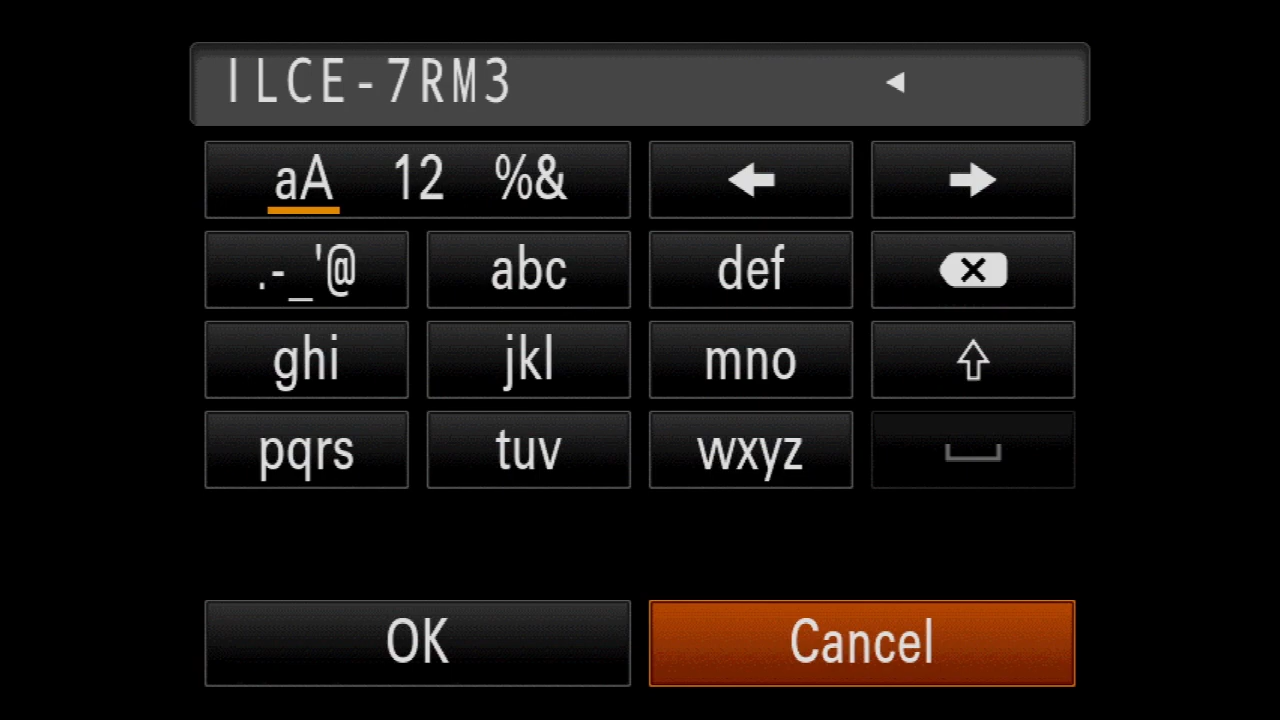 ILCE-7RM3
aA 12 %&
.-_'@ abc def
ghi jkl mno
pqrs tuv wxyz
OK Cancel